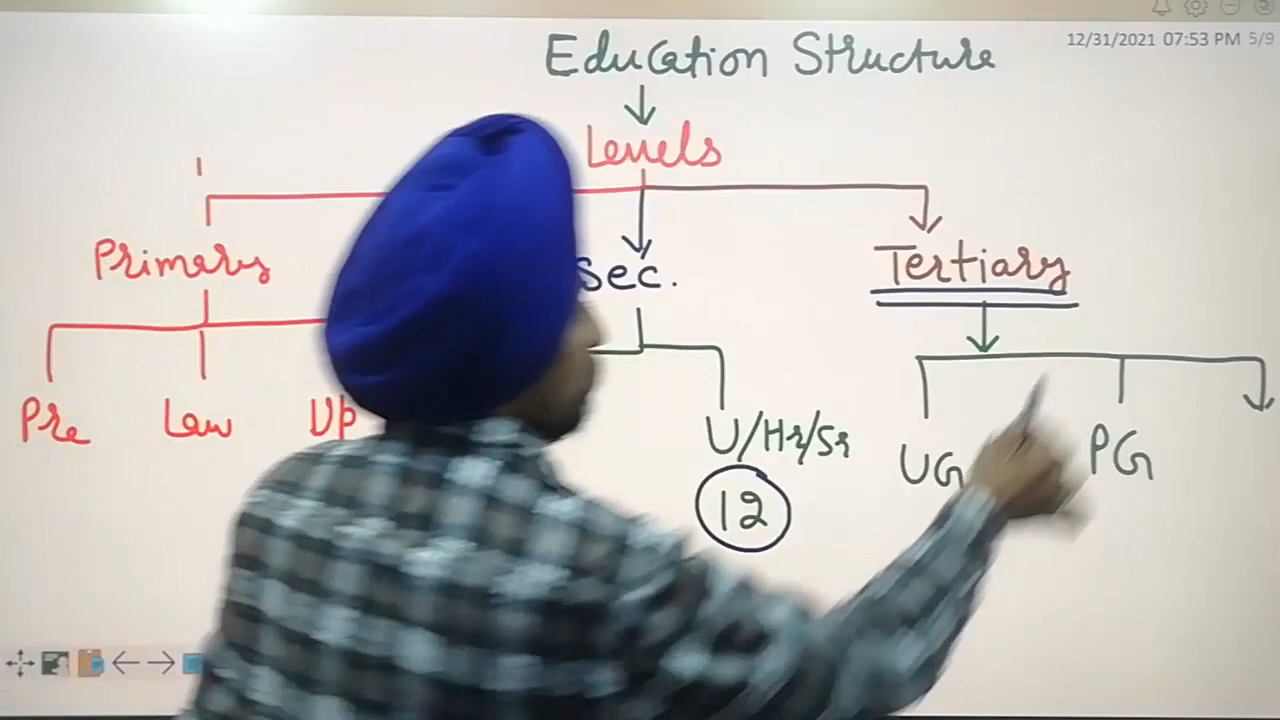 12/31/2021 07:53 PM 5/9
Education Structure
Levels
Primary Sec. Tertiary
Pre Low Up U/Hr/Sr UG PG
12